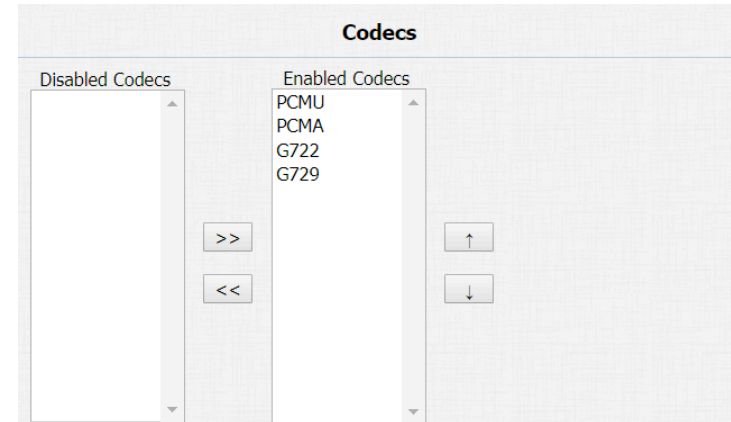 Codecs
Disabled Codecs
Enabled Codecs
PCMU
PCMA
G722
G729
>>
<<
↑
↓